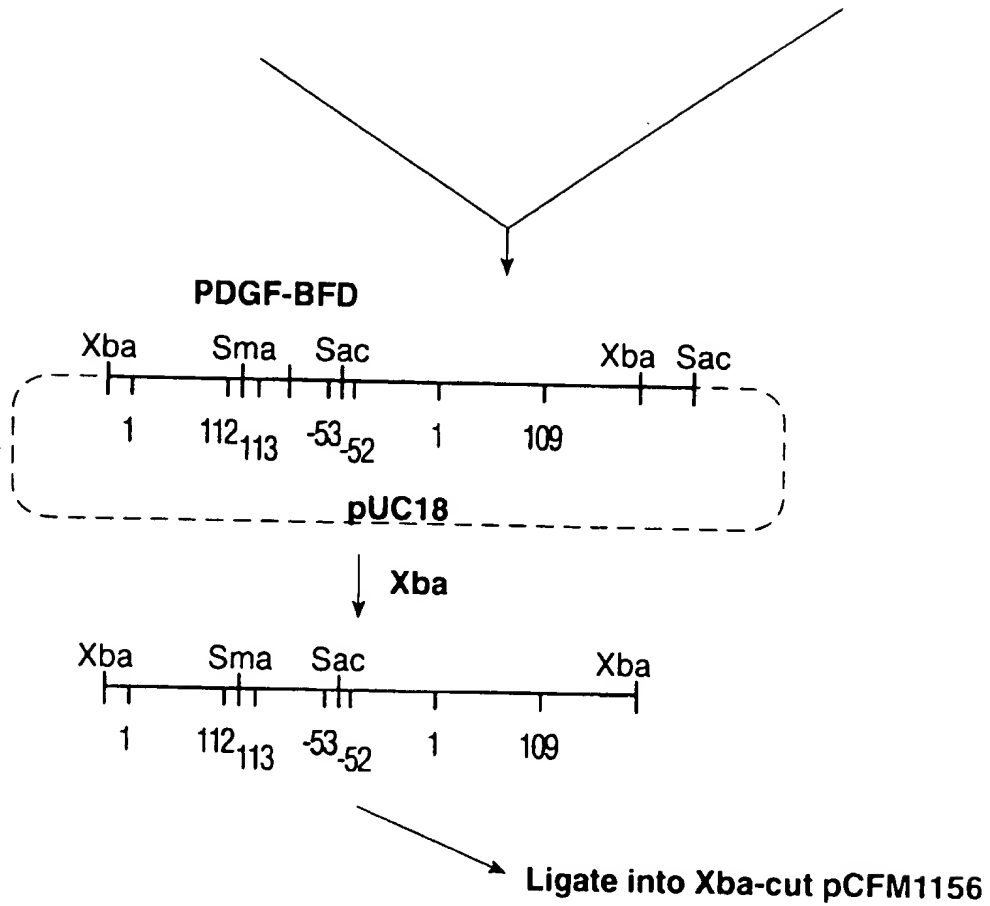 PDGF-BFD
Xba Sma Sac Xba Sac
1 112 113 -53 -52 1 109
pUC18
Xba
Xba Sma Sac Xba
1 112 113 -53 -52 1 109
Ligate into Xba-cut pCFM1156